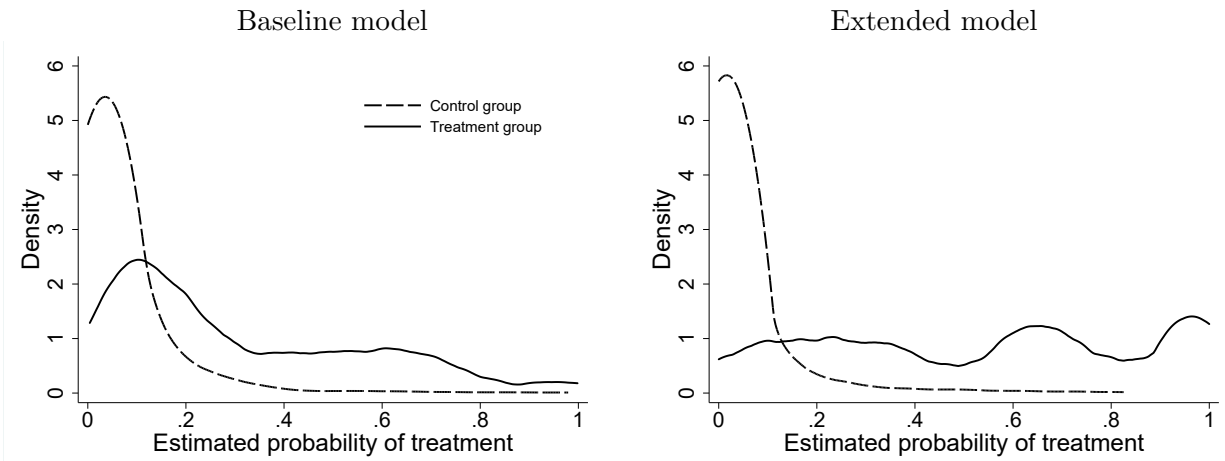 Baseline model
Density
6
5
4
3
2
1
0
Control group
Treatment group
0 .2 .4 .6 .8 1
Estimated probability of treatment
Extended model
Density
6
5
4
3
2
1
0
0 .2 .4 .6 .8 1
Estimated probability of treatment